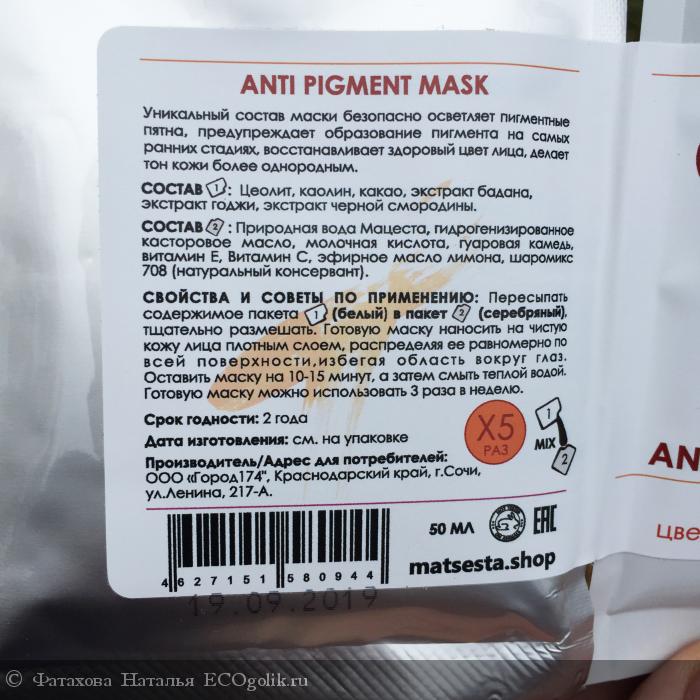 ANTI PIGMENT MASK
Уникальный состав маски безопасно осветляет пигментные
пятна, предупреждает образование пигмента на самых
ранних стадиях, восстанавливает здоровый цвет лица, делает
тон кожи более однородным.
СОСТАВ 1: Цеолит, каолин, какао, экстракт бадана,
экстракт годжи, экстракт черной смородины.
СОСТАВ 2: Природная вода Мацеста, гидрогенизированное
касторовое масло, молочная кислота, гуаровая камедь,
витамин Е, Витамин С, эфирное масло лимона, шаромикс
708 (натуральный консервант).
СВОЙСТВА И СОВЕТЫ ПО ПРИМЕНЕНИЮ: Пересыпать
содержимое пакета 1 (белый) в пакет 2 (серебряный),
тщательно размешать. Готовую маску наносить на чистую
кожу лица плотным слоем, распределяя ее равномерно по
всей поверхности,избегая область вокруг глаз.
Оставить маску на 10-15 минут, а затем смыть теплой водой.
Готовую маску можно использовать 3 раза в неделю.
Срок годности: 2 года
Дата изготовления: см. на упаковке
Производитель/Адрес для потребителей:
ООО «Город174", Краснодарский край, г.Сочи,
ул.Ленина, 217-А.
X5
РАЗ
1
MIX
2
50 МЛ
EAC
matsesta.shop
4 627151 580944
19.09.2019
AN
цве
© Фатахова Наталья ECOgolik.ru